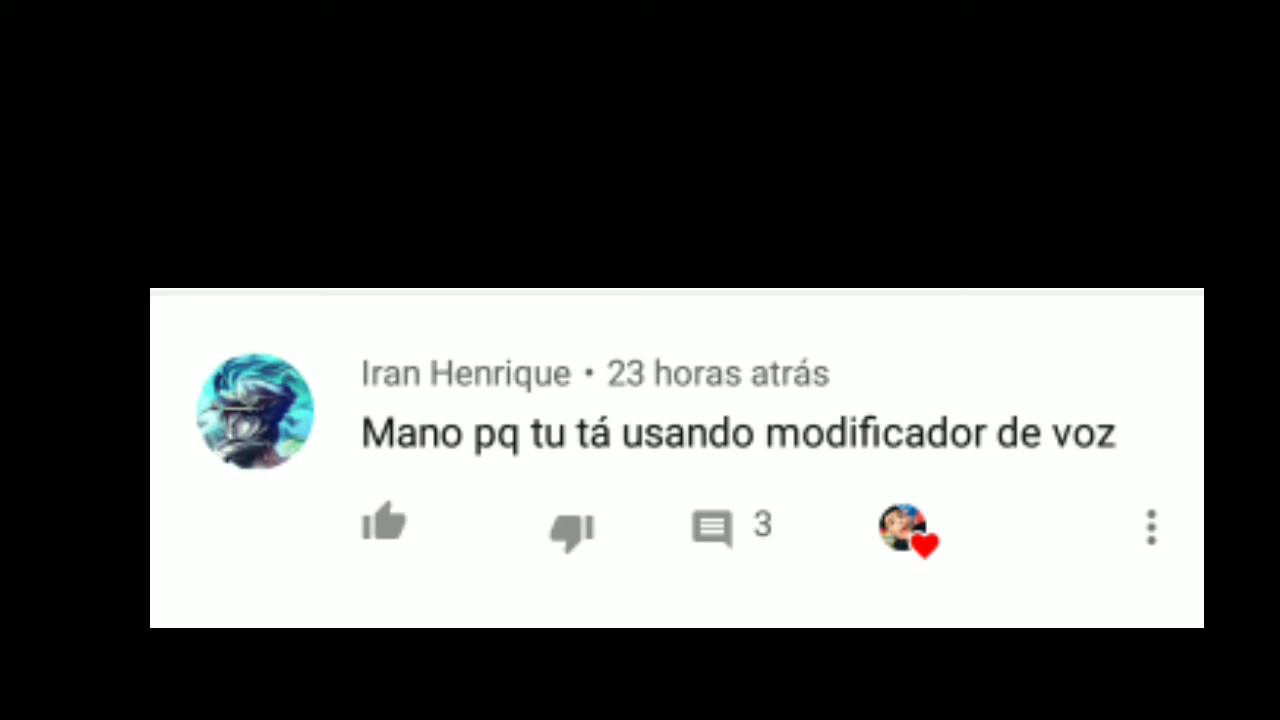 Iran Henrique • 23 horas atrás
Mano pq tu tá usando modificador de voz
3